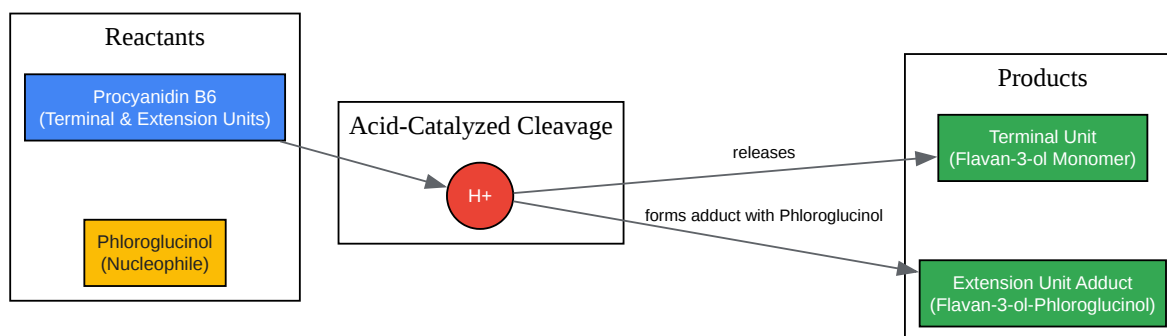 Reactants
Procyanidin B6
(Terminal & Extension Units)
Phloroglucinol
(Nucleophile)
Acid-Catalyzed Cleavage
H+
releases
forms adduct with Phloroglucinol
Products
Terminal Unit
(Flavan-3-ol Monomer)
Extension Unit Adduct
(Flavan-3-ol-Phloroglucinol)